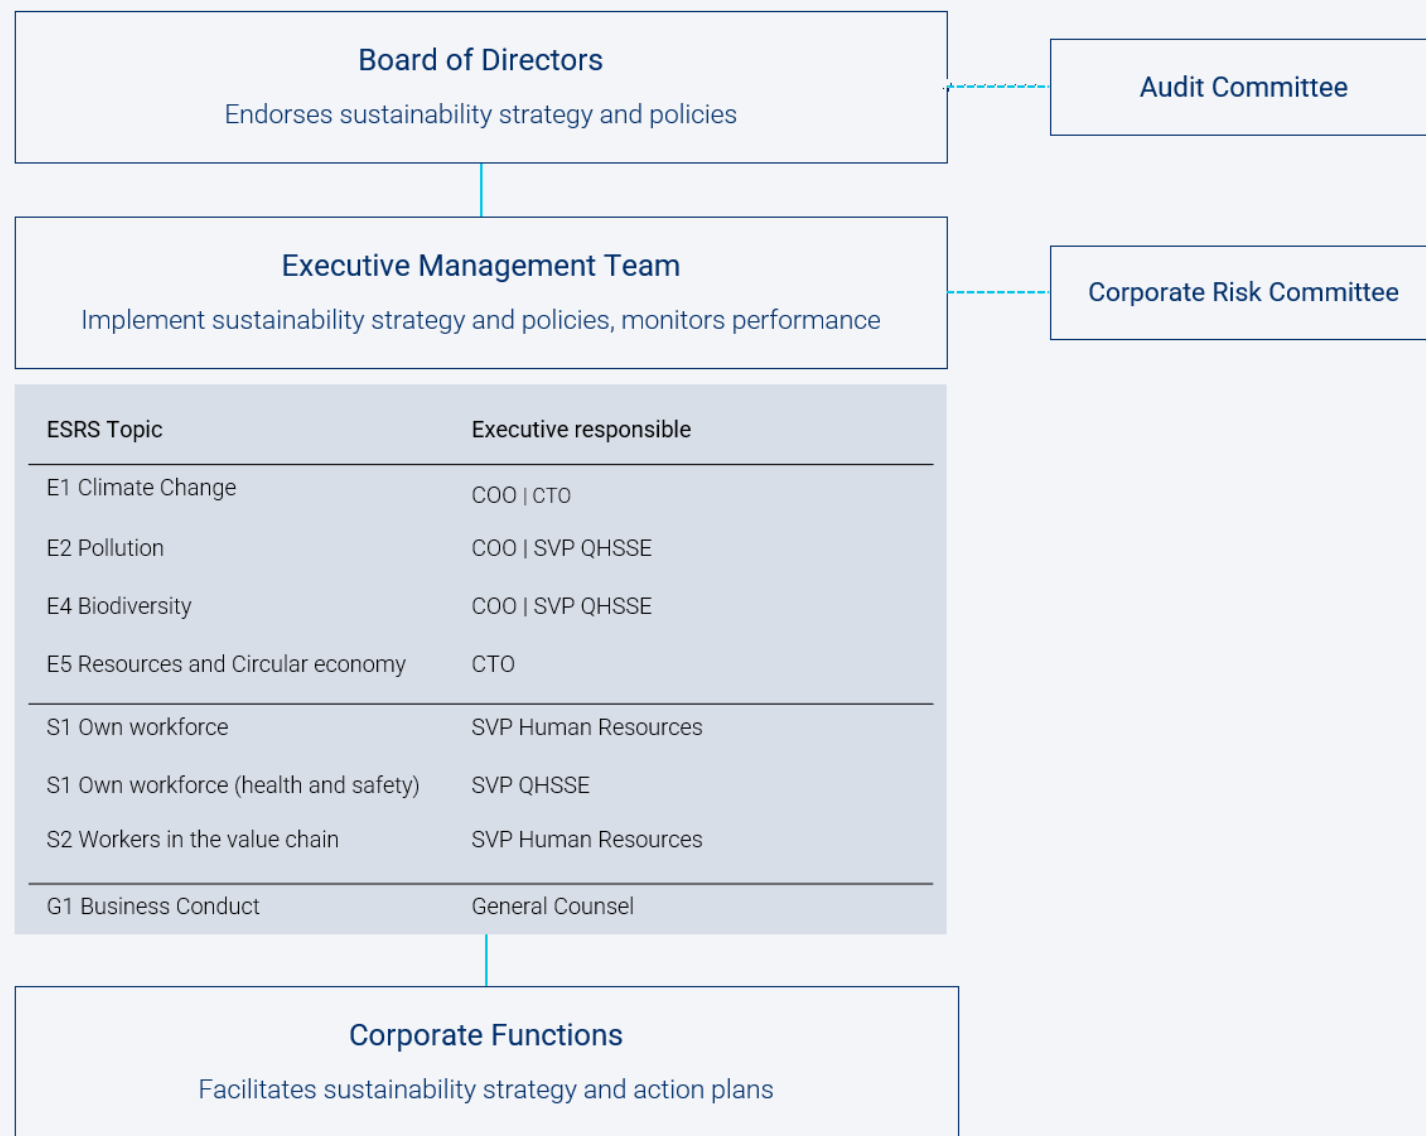 Board of Directors
Endorses sustainability strategy and policies
Audit Committee
Executive Management Team
Implement sustainability strategy and policies, monitors performance
Corporate Risk Committee
ESRS Topic Executive responsible
E1 Climate Change COO | CTO
E2 Pollution COO | SVP QHSSE
E4 Biodiversity COO | SVP QHSSE
E5 Resources and Circular economy CTO
S1 Own workforce SVP Human Resources
S1 Own workforce (health and safety) SVP QHSSE
S2 Workers in the value chain SVP Human Resources
G1 Business Conduct General Counsel
Corporate Functions
Facilitates sustainability strategy and action plans